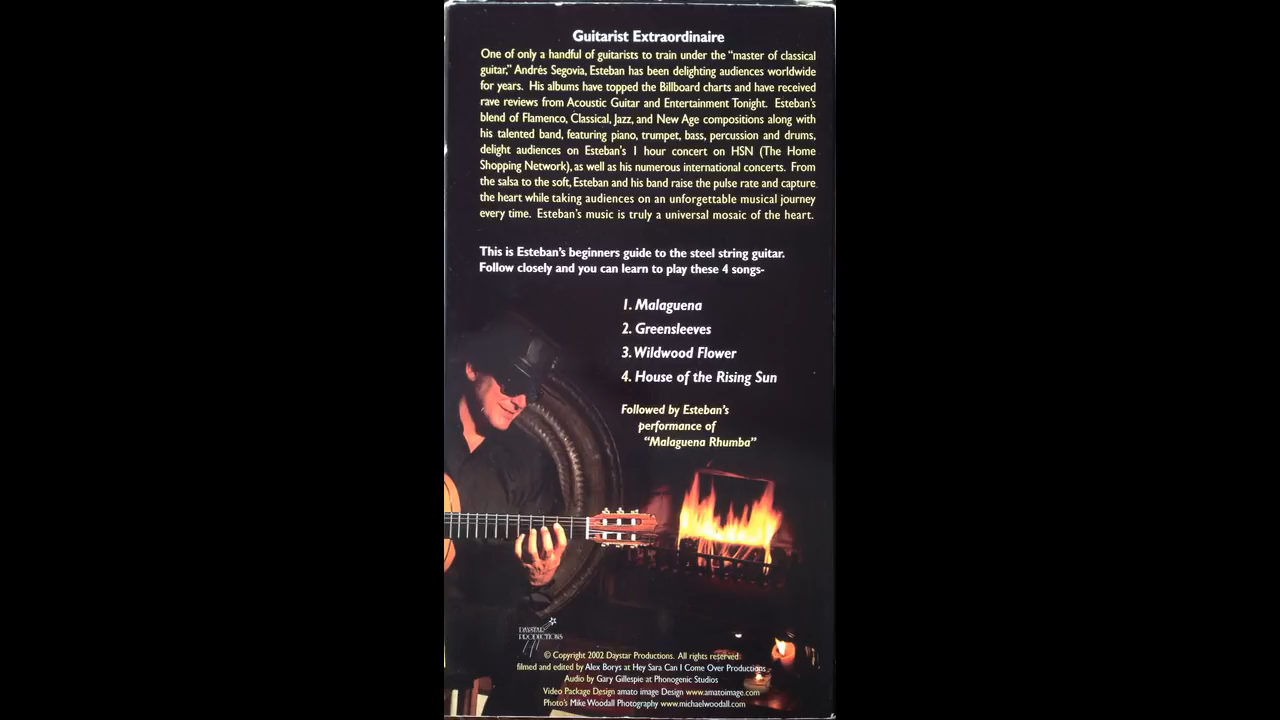 Guitarist Extraordinaire
One of only a handful of guitarists to train under the "master of classical
guitar," Andrés Segovia, Esteban has been delighting audiences worldwide
for years. His albums have topped the Billboard charts and have received
rave reviews from Acoustic Guitar and Entertainment Tonight. Esteban's
blend of Flamenco, Classical, Jazz, and New Age compositions along with
his talented band, featuring piano, trumpet, bass, percussion and drums,
delight audiences on Esteban's 1 hour concert on HSN (The Home
Shopping Network), as well as his numerous international concerts. From
the salsa to the soft, Esteban and his band raise the pulse rate and capture
the heart while taking audiences on an unforgettable musical journey
every time. Esteban's music is truly a universal mosaic of the heart.
This is Esteban's beginners guide to the steel string guitar.
Follow closely and you can learn to play these 4 songs-
1. Malaguena
2. Greensleeves
3. Wildwood Flower
4. House of the Rising Sun
Followed by Esteban's
performance of
"Malaguena Rhumba"
DAYSTAR
PRODUCTIONS
© Copyright 2002 Daystar Productions. All rights reserved
filmed and edited by Alex Borys at Hey Sara Can I Come Over Productions
Audio by Gary Gillespie at Phonogenic Studios
Video Package Design amato image Design www.amatoimage.com
Photo's Mike Woodall Photography www.michaelwoodall.com